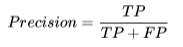 Precision = TP / (TP + FP)